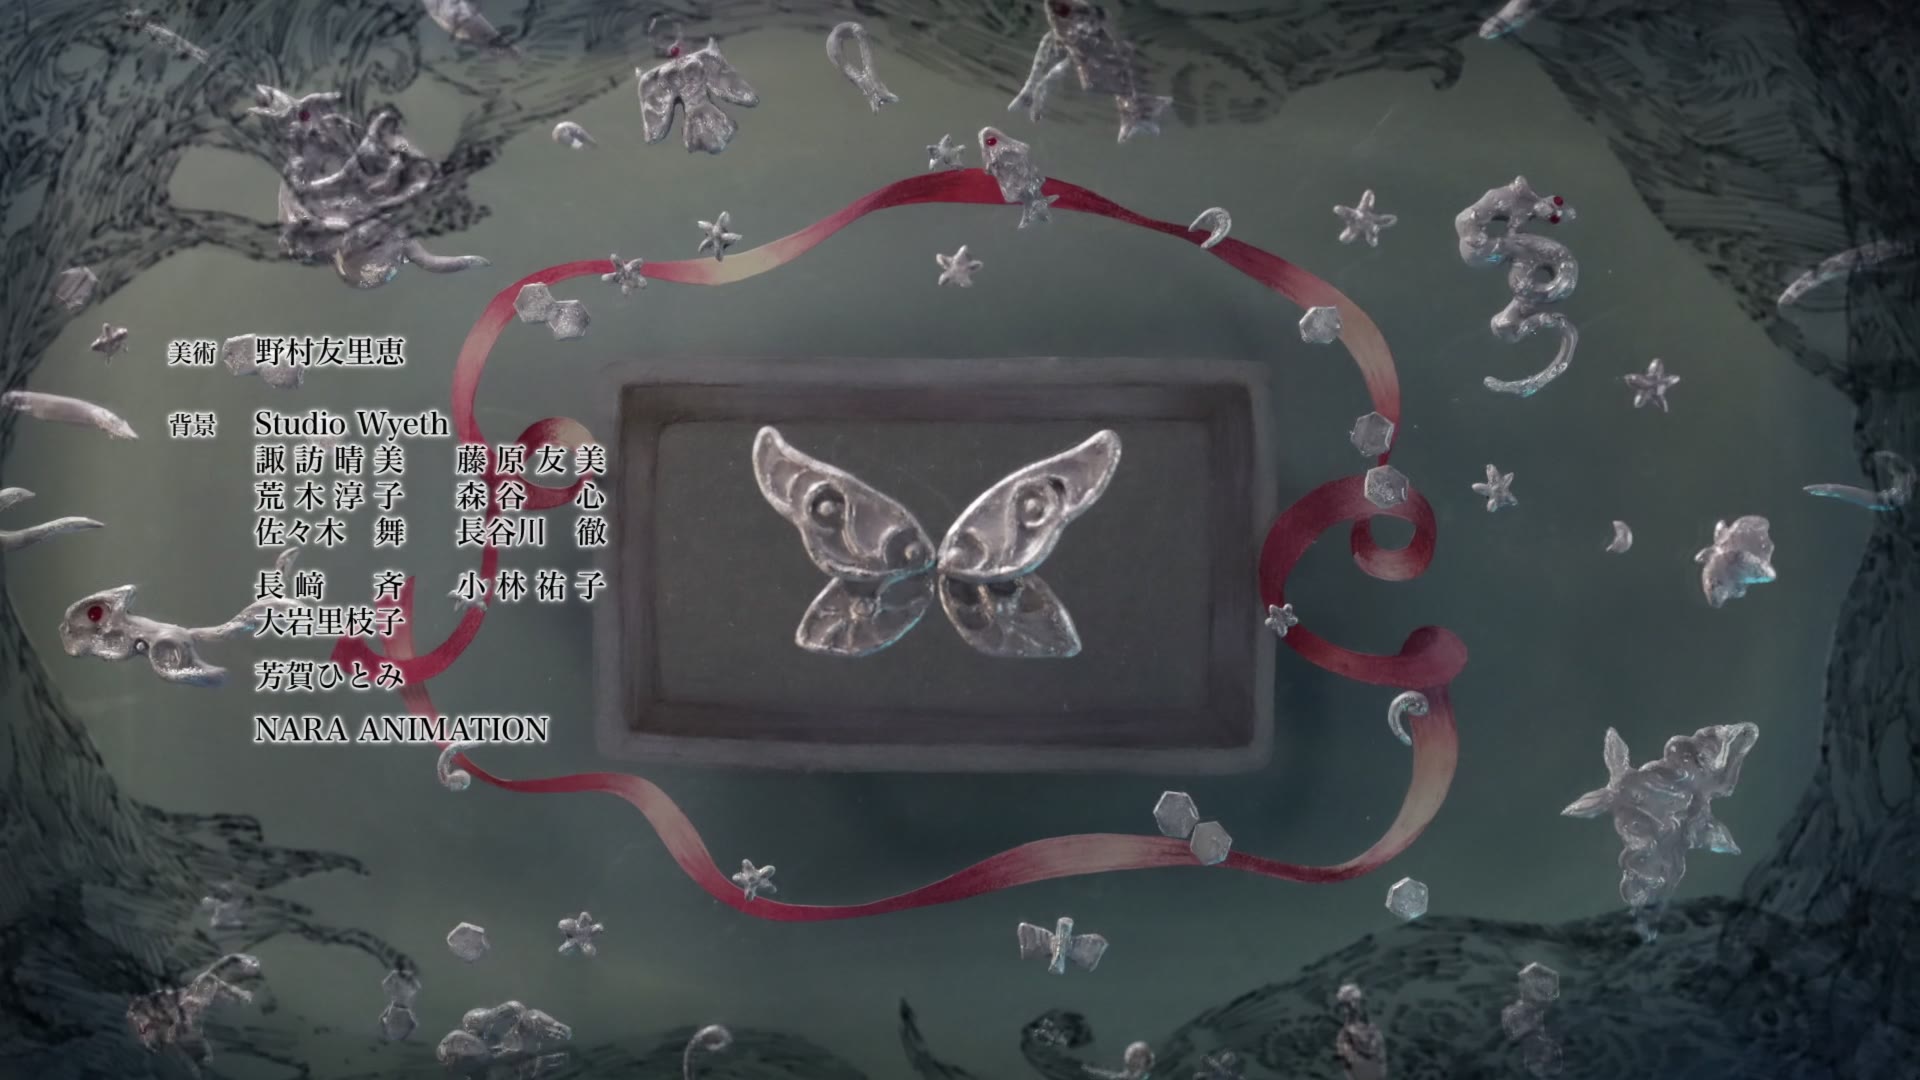 美術 野村友里恵
背景 Studio Wyeth
諏訪晴美 藤原友美
荒木淳子 森谷 心
佐々木 舞 長谷川 徹
長﨑 斉 小林祐子
大岩里枝子
芳賀ひとみ
NARA ANIMATION